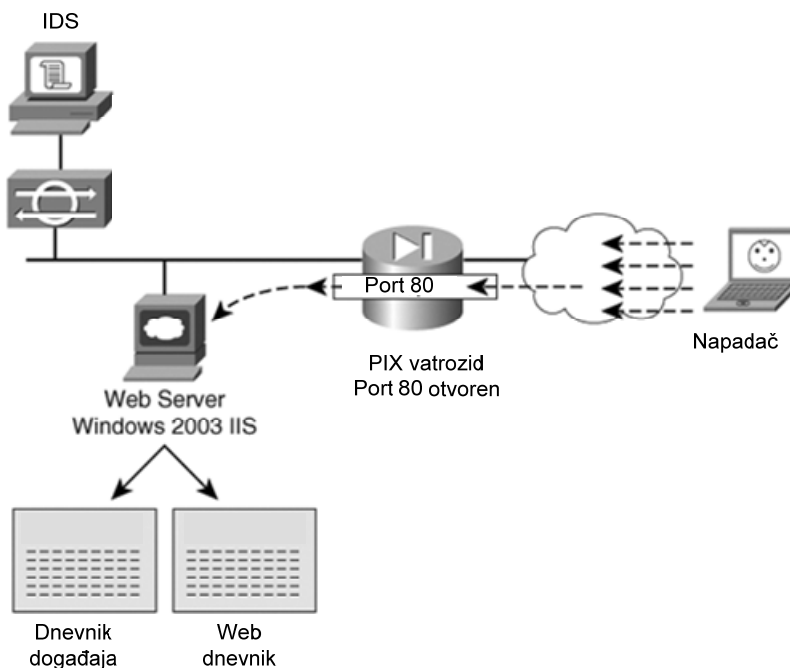 IDS
Port 80
Napadač
PIX vatrozid
Port 80 otvoren
Web Server
Windows 2003 IIS
Dnevnik
događaja
Web
dnevnik